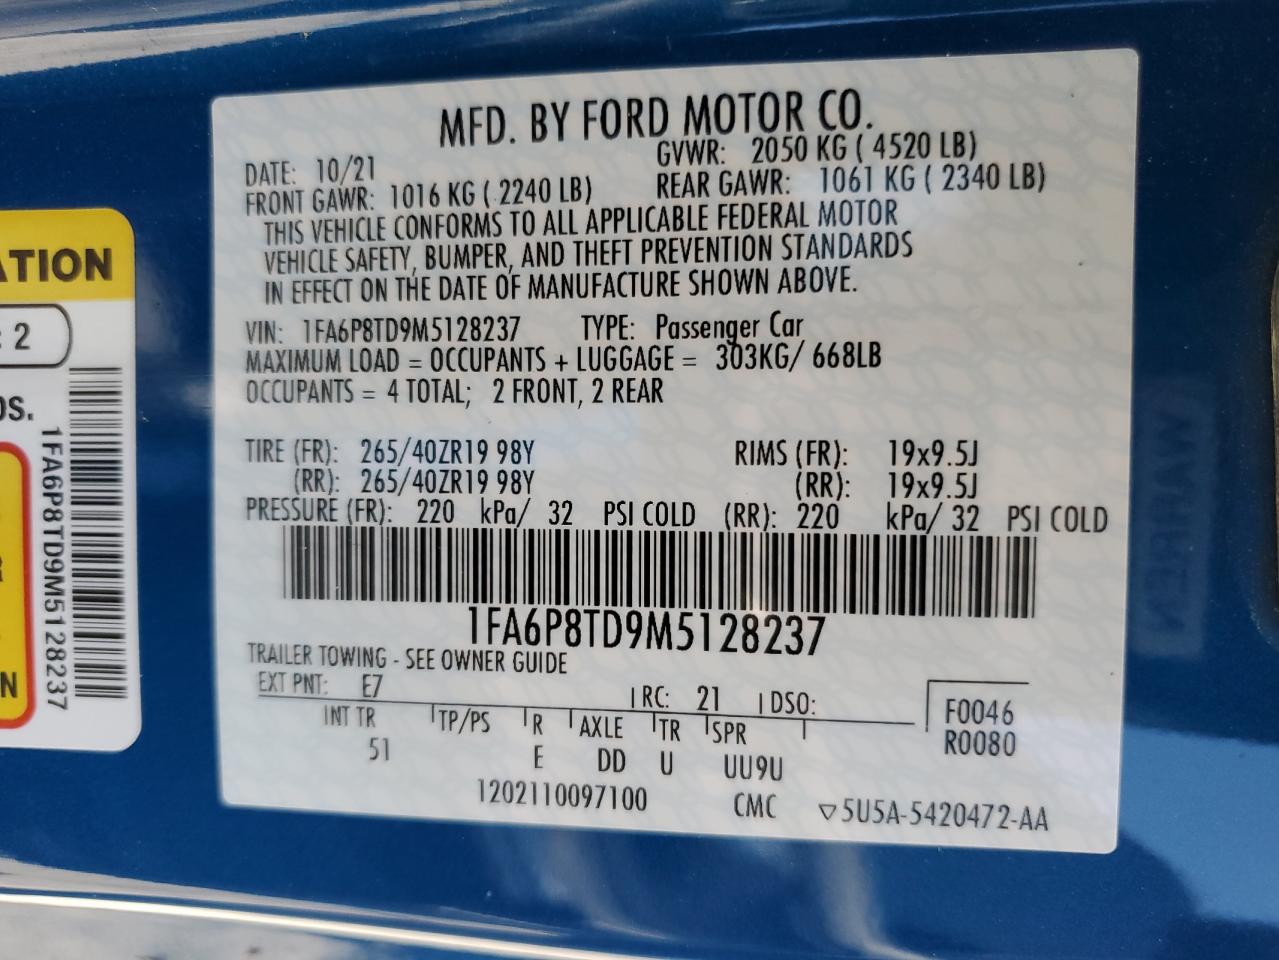 MFD. BY FORD MOTOR CO.
DATE: 10/21 GVWR: 2050 KG ( 4520 LB)
FRONT GAWR: 1016 KG ( 2240 LB) REAR GAWR: 1061 KG ( 2340 LB)
THIS VEHICLE CONFORMS TO ALL APPLICABLE FEDERAL MOTOR
VEHICLE SAFETY, BUMPER, AND THEFT PREVENTION STANDARDS
IN EFFECT ON THE DATE OF MANUFACTURE SHOWN ABOVE.
VIN: 1FA6P8TD9M5128237 TYPE: Passenger Car
MAXIMUM LOAD = OCCUPANTS + LUGGAGE = 303KG/ 668LB
OCCUPANTS = 4 TOTAL; 2 FRONT, 2 REAR
TIRE (FR): 265/40ZR19 98Y RIMS (FR): 19x9.5J
(RR): 265/40ZR19 98Y (RR): 19x9.5J
PRESSURE (FR): 220 kPa/ 32 PSI COLD (RR): 220 kPa/ 32 PSI COLD
1FA6P8TD9M5128237
TRAILER TOWING - SEE OWNER GUIDE
EXT PNT: E7 RC: 21 DSO:
INT TR TP/PS R AXLE TR SPR
51 E DD U UU9U
F0046
R0080
1202110097100 CMC 5U5A-5420472-AA
ATION
: 2
OS.
1FA6P8TD9M5128237
N
WARREN